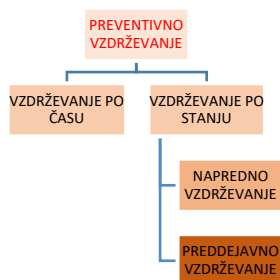 PREVENTIVNO
VZDRŽEVANJE
VZDRŽEVANJE PO
ČASU
VZDRŽEVANJE PO
STANJU
NAPREDNO
VZDRŽEVANJE
PREDDEJAVNO
VZDRŽEVANJE